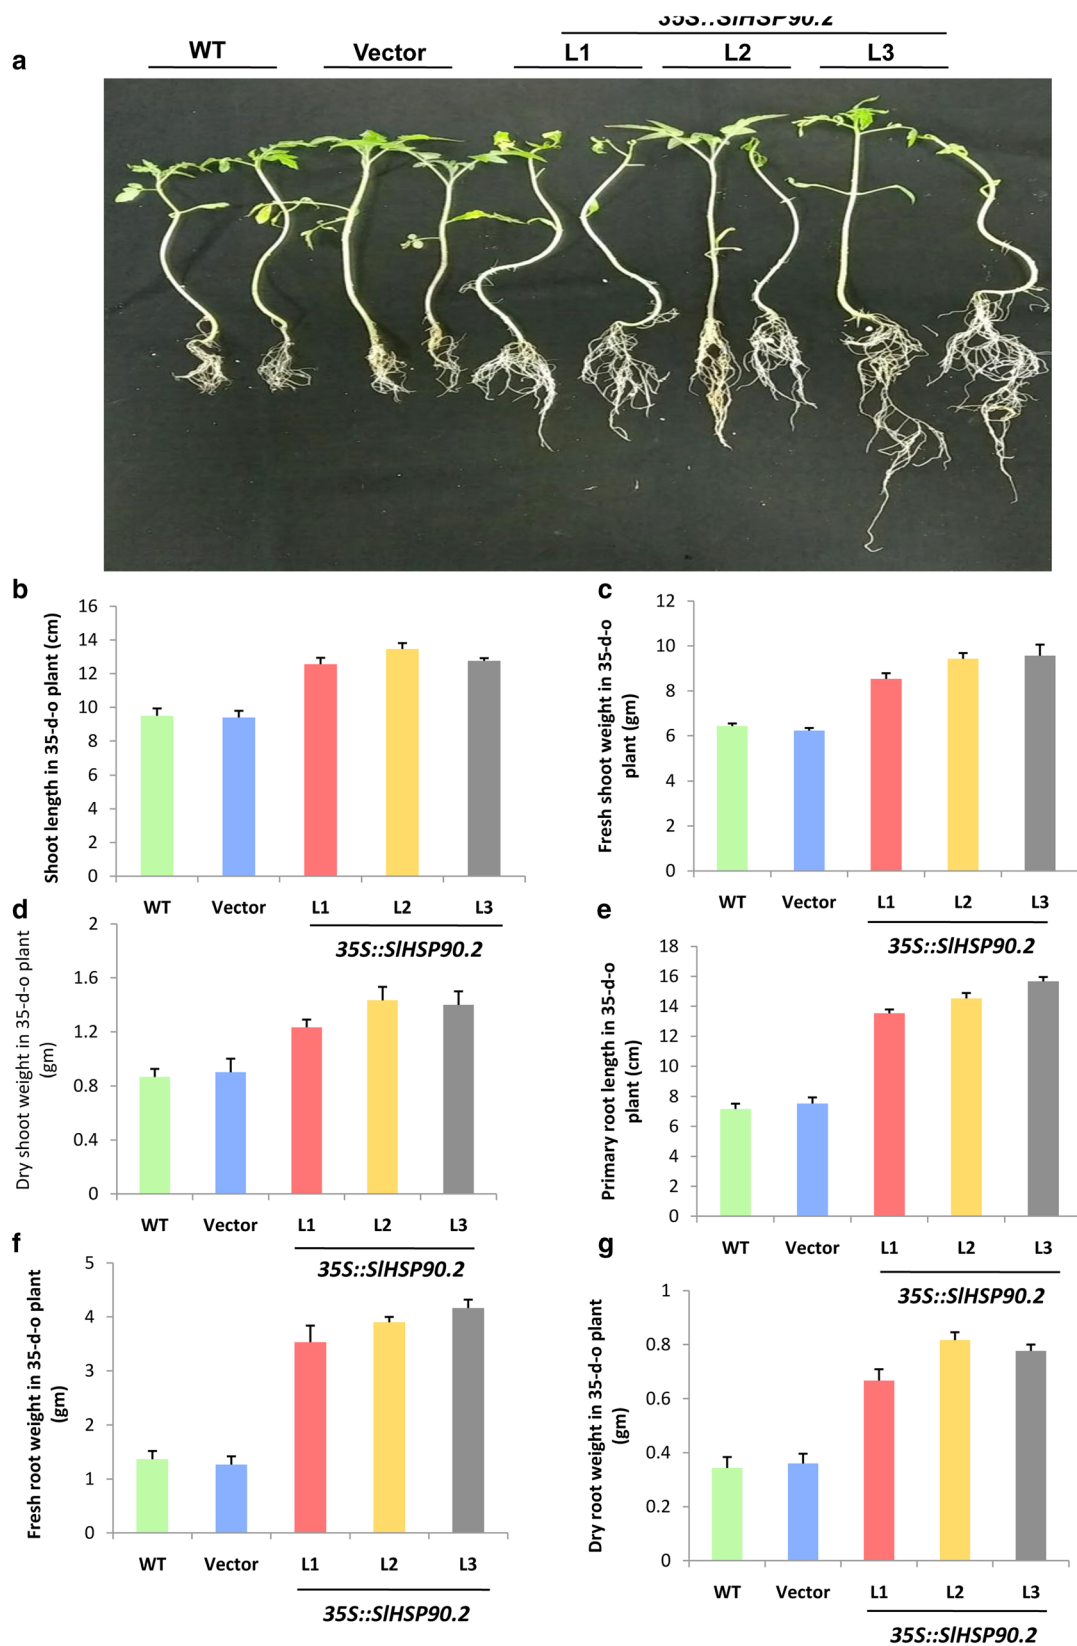 35S::SlHSP90.2
WT Vector L1 L2 L3
a
b
Shoot length in 35-d-o plant (cm)
16
14
12
10
8
6
4
2
0
WT Vector L1 L2 L3
35S::SlHSP90.2
c
Fresh shoot weight in 35-d-o
plant (gm)
12
10
8
6
4
2
0
WT Vector L1 L2 L3
35S::SlHSP90.2
d
Dry shoot weight in 35-d-o plant
(gm)
2
1.6
1.2
0.8
0.4
0
WT Vector L1 L2 L3
35S::SlHSP90.2
e
Primary root length in 35-d-o
plant (cm)
18
16
14
12
10
8
6
4
2
0
WT Vector L1 L2 L3
35S::SlHSP90.2
f
Fresh root weight in 35-d-o plant
(gm)
5
4
3
2
1
0
WT Vector L1 L2 L3
35S::SlHSP90.2
g
Dry root weight in 35-d-o plant
(gm)
1
0.8
0.6
0.4
0.2
0
WT Vector L1 L2 L3
35S::SlHSP90.2